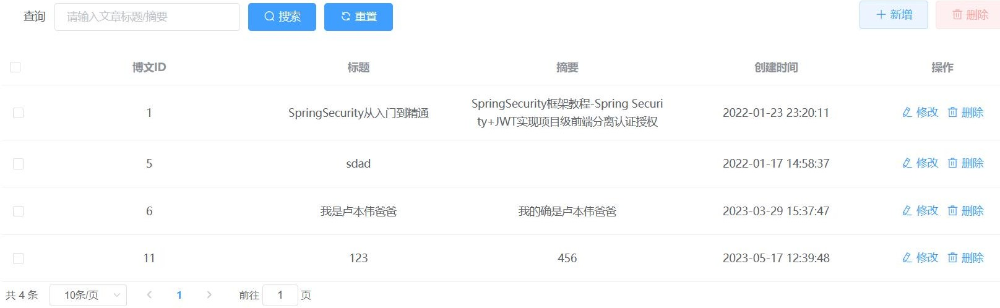 查询 请输入文章标题/摘要 搜索 重置 新增 删除
博文ID 标题 摘要 创建时间 操作
1 SpringSecurity从入门到精通 SpringSecurity框架教程-Spring Securi
ty+JWT实现项目级前端分离认证授权 2022-01-23 23:20:11 修改 删除
5 sdad 2022-01-17 14:58:37 修改 删除
6 我是卢本伟爸爸 我的确是卢本伟爸爸 2023-03-29 15:37:47 修改 删除
11 123 456 2023-05-17 12:39:48 修改 删除
共 4 条 10条/页 1 前往 1 页